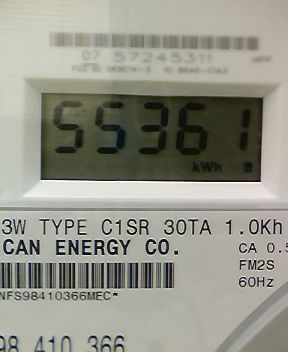 07 57245311
55361
kWh
3W TYPE C1SR 30TA 1.0Kh
CAN ENERGY CO.
CA 0.5
FM2S
60Hz
NFS98410366MEC*
98 410 366